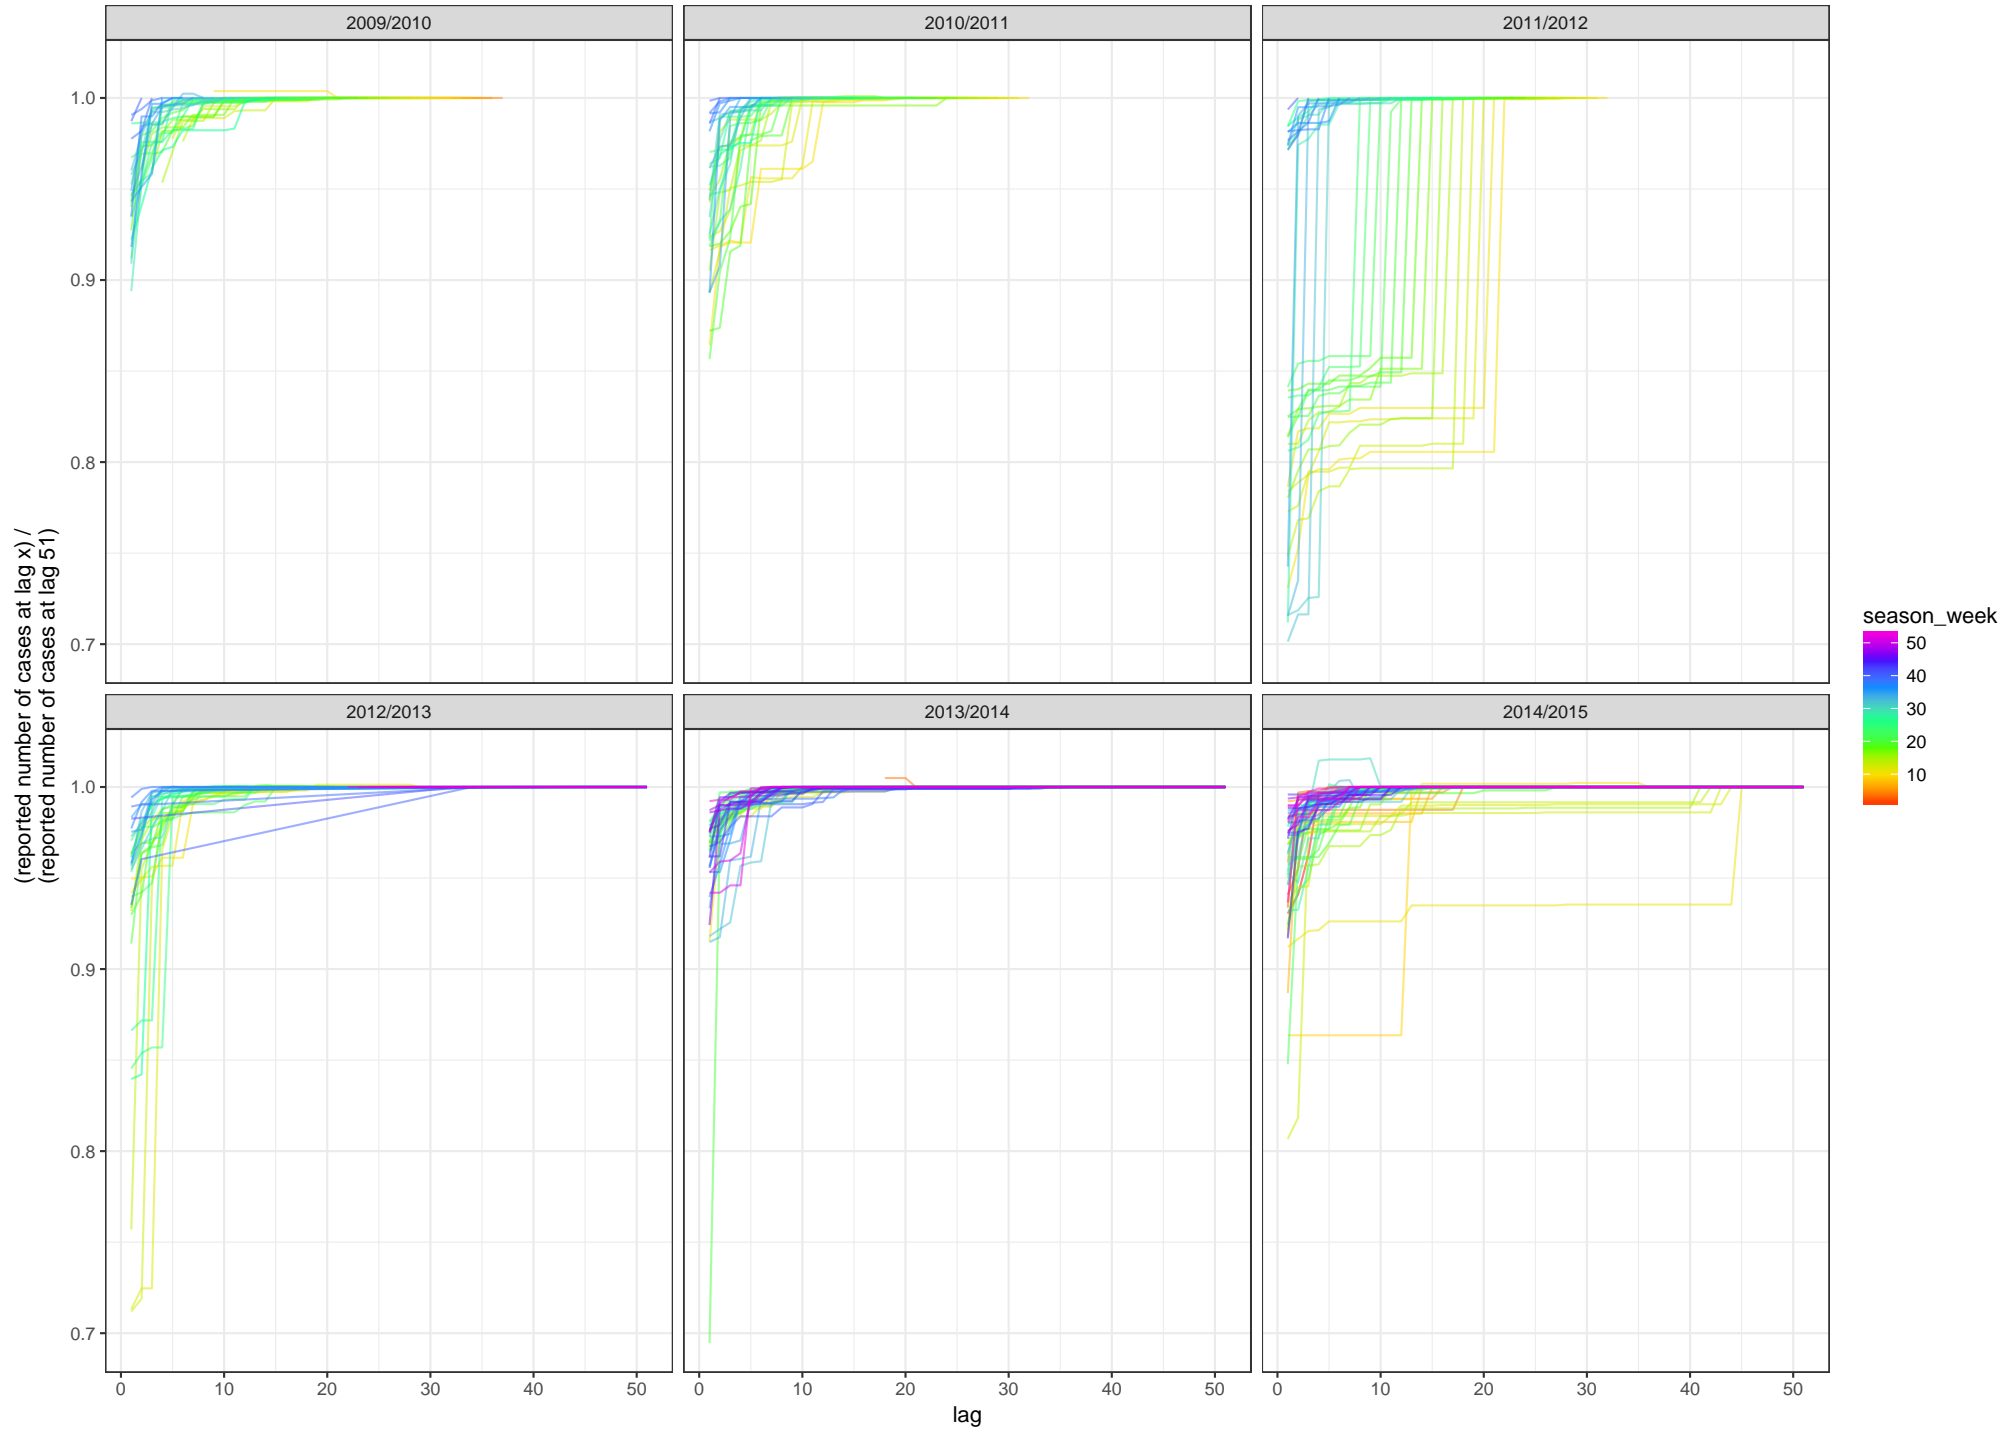 2009/2010
2010/2011
2011/2012
1.0
0.9
0.8
0.7
(reported number of cases at lag x) /
(reported number of cases at lag 51)
2012/2013
2013/2014
2014/2015
1.0
0.9
0.8
0.7
0 10 20 30 40 50
0 10 20 30 40 50
0 10 20 30 40 50
lag
season_week
50
40
30
20
10